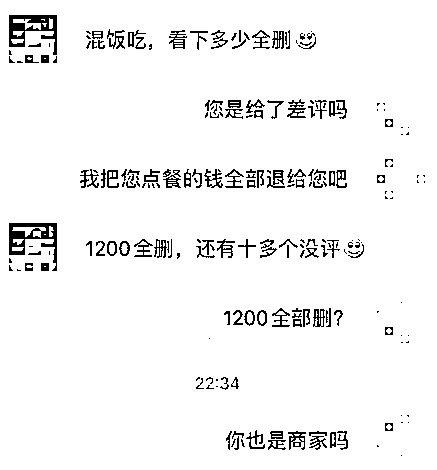 混饭吃，看下多少全删
您是给了差评吗
我把您点餐的钱全部退给您吧
1200全删，还有十多个没评
1200全部删？
22:34
你也是商家吗